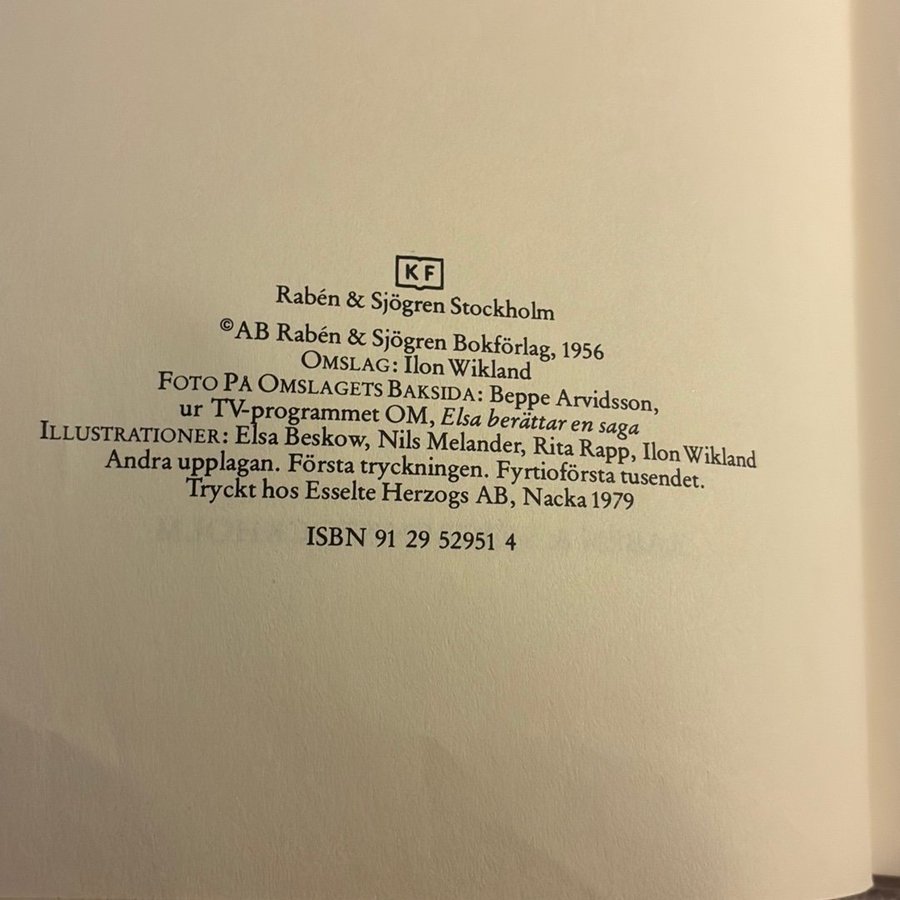 KF
Rabén & Sjögren Stockholm
©AB Rabén & Sjögren Bokförlag, 1956
OMSLAG: Ilon Wikland
FOTO PÅ OMSLAGETS BAKSIDA: Beppe Arvidsson,
ur TV-programmet OM, Elsa berättar en saga
ILLUSTRATIONER: Elsa Beskow, Nils Melander, Rita Rapp, Ilon Wikland
Andra upplagan. Första tryckningen. Fyrtioförsta tusendet.
Tryckt hos Esselte Herzogs AB, Nacka 1979
ISBN 91 29 52951 4